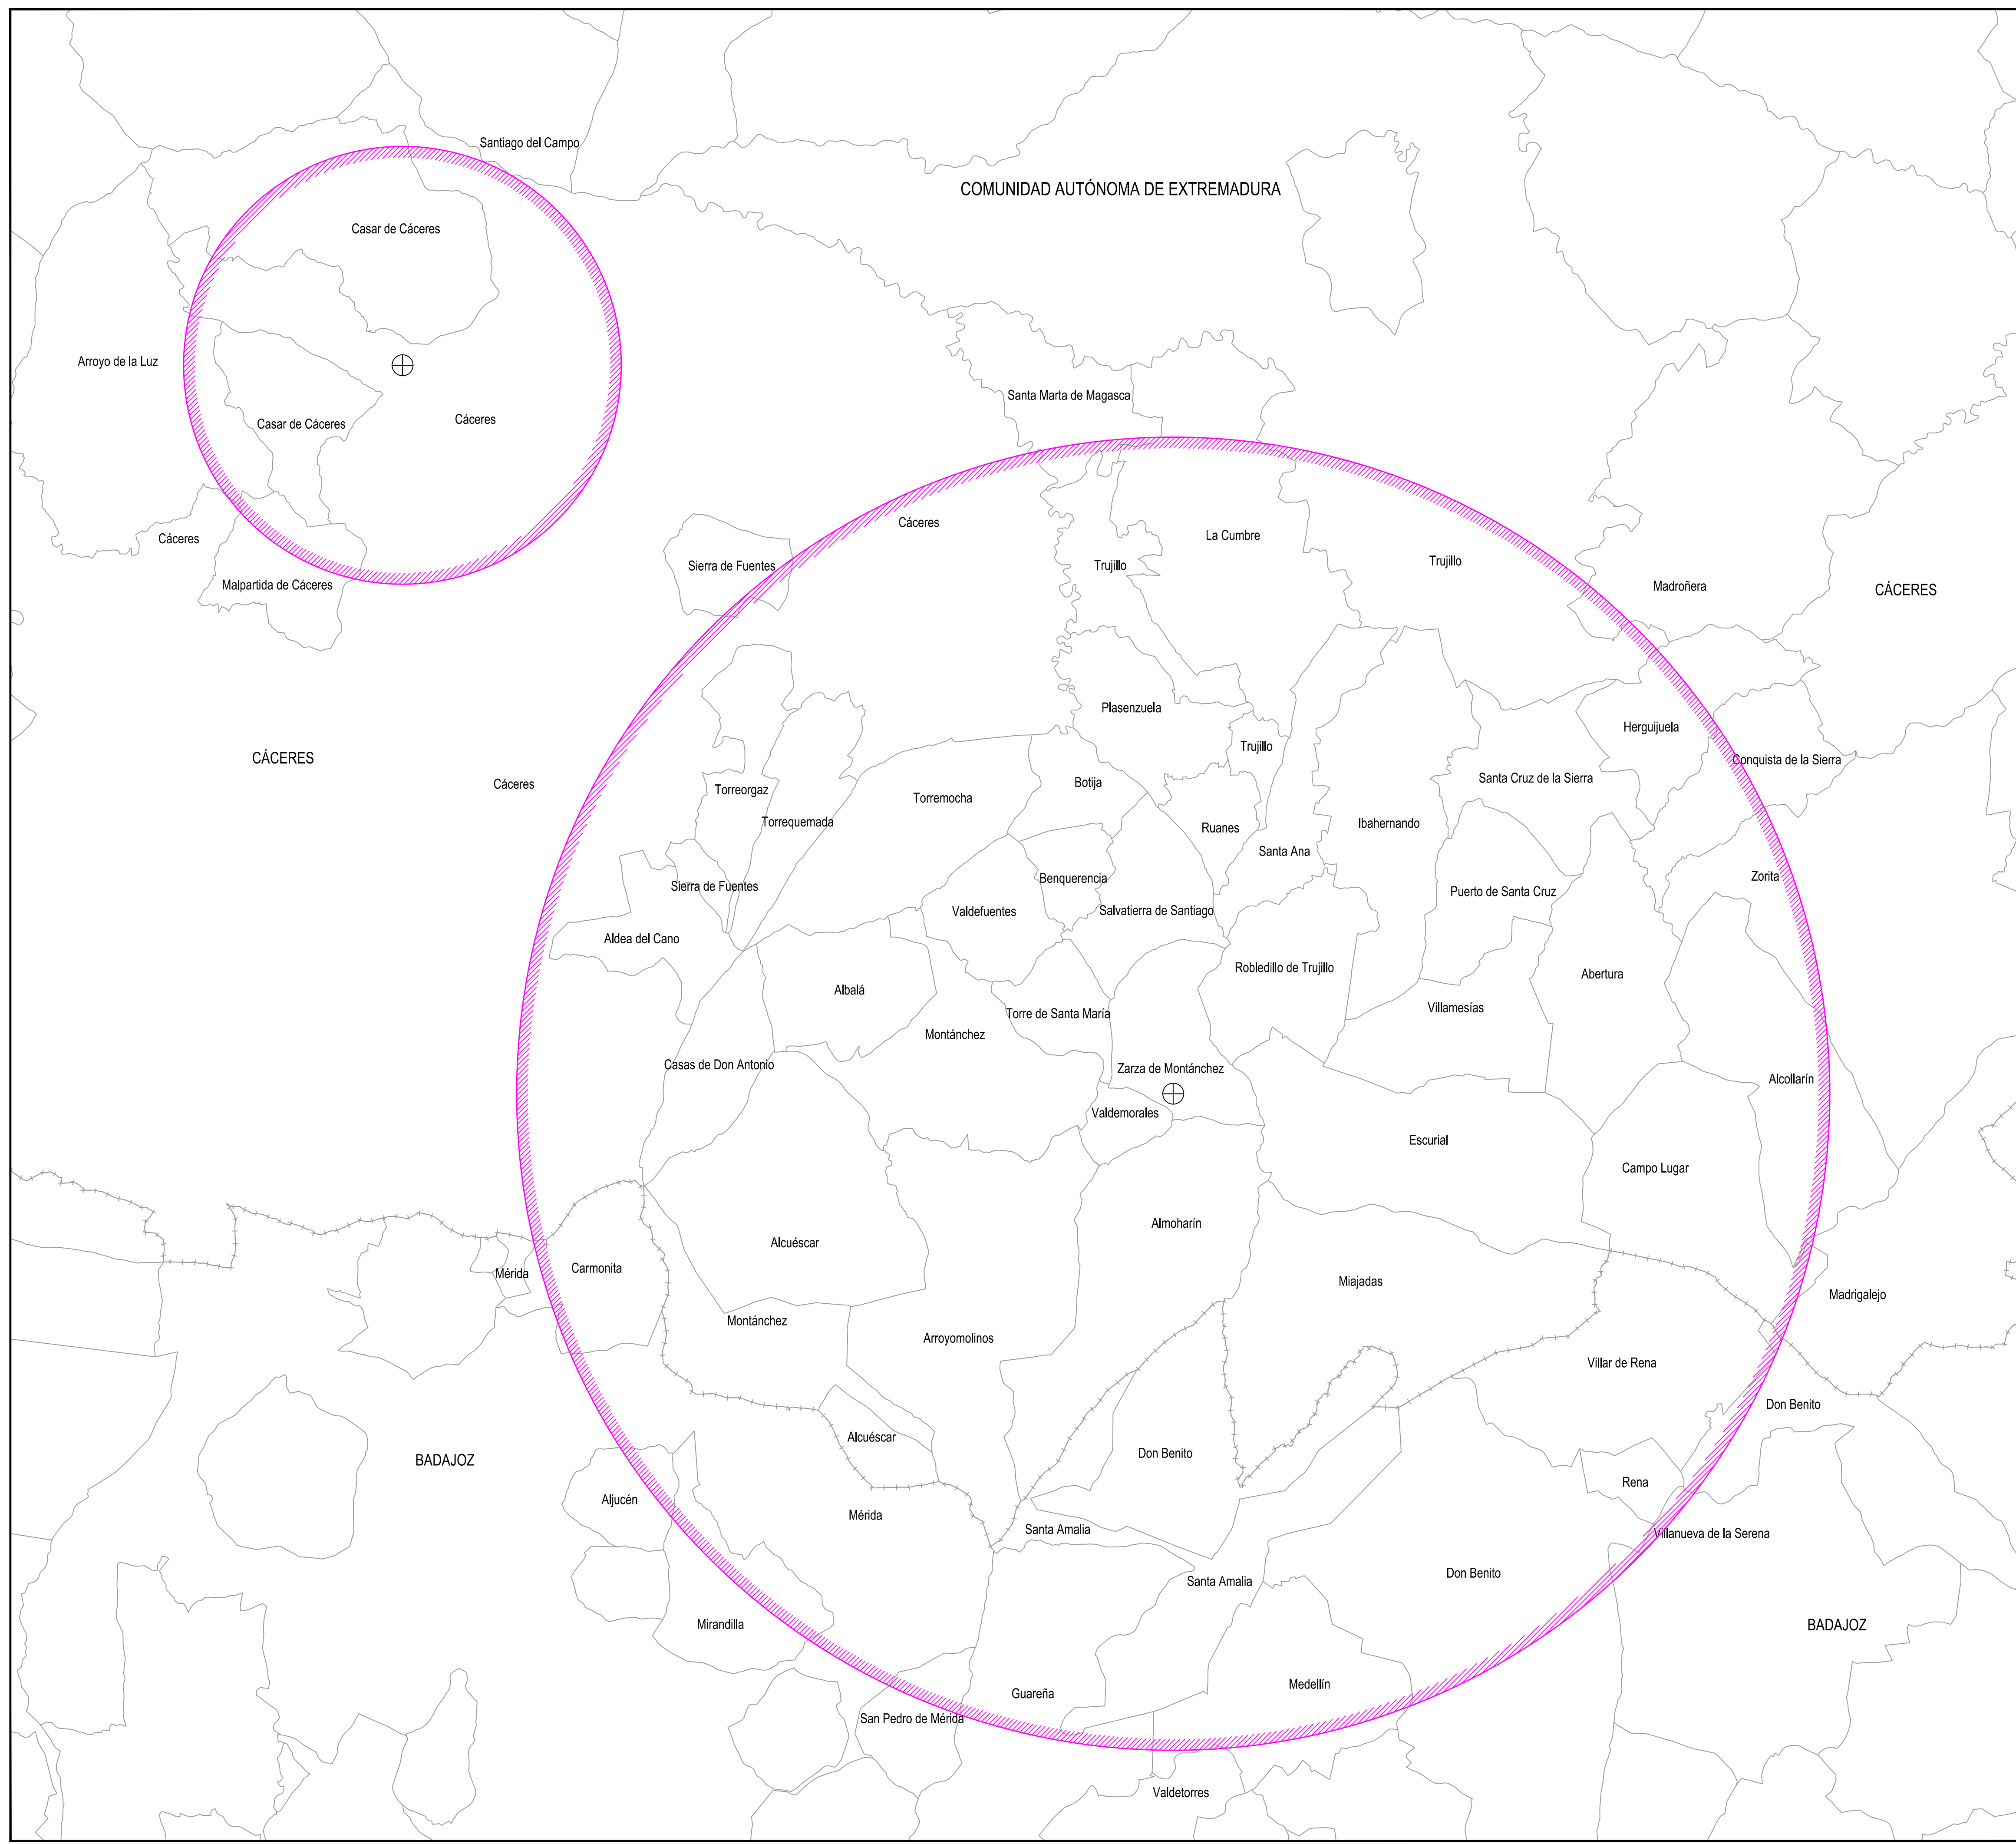 Santiago del Campo
COMUNIDAD AUTÓNOMA DE EXTREMADURA
Casar de Cáceres
Arroyo de la Luz
Santa Marta de Magasca
Casar de Cáceres
Cáceres
Cáceres
Cáceres
La Cumbre
Sierra de Fuentes
Trujillo
Trujillo
Malpartida de Cáceres
Madroñera
CÁCERES
Plasenzuela
Herguijuela
Trujillo
CÁCERES
Conquista de la Sierra
Cáceres
Torreorgaz
Torremocha
Botija
Santa Cruz de la Sierra
Torrequemada
Ruanes
Ibahernando
Santa Ana
Sierra de Fuentes
Benquerencia
Puerto de Santa Cruz
Zorita
Valdefuentes
Salvatierra de Santiago
Aldea del Cano
Robledillo de Trujillo
Abertura
Albalá
Torre de Santa María
Villamesías
Montánchez
Casas de Don Antonio
Zarza de Montánchez
Alcollarín
Valdemorales
Escurial
Campo Lugar
Almoharín
Alcuéscar
Mérida
Carmonita
Miajadas
Madrigalejo
Montánchez
Arroyomolinos
Villar de Rena
Don Benito
Alcuéscar
BADAJOZ
Don Benito
Rena
Aljucén
Mérida
Santa Amalia
Villanueva de la Serena
Santa Amalia
Don Benito
Mirandilla
BADAJOZ
Guareña
Medellín
San Pedro de Mérida
Valdetorres